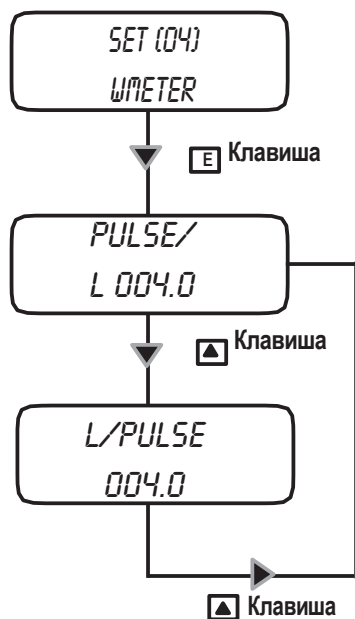 SET (04)
WMETER
E Клавиша
PULSE/
L 004.0
Клавиша
L/PULSE
004.0
Клавиша